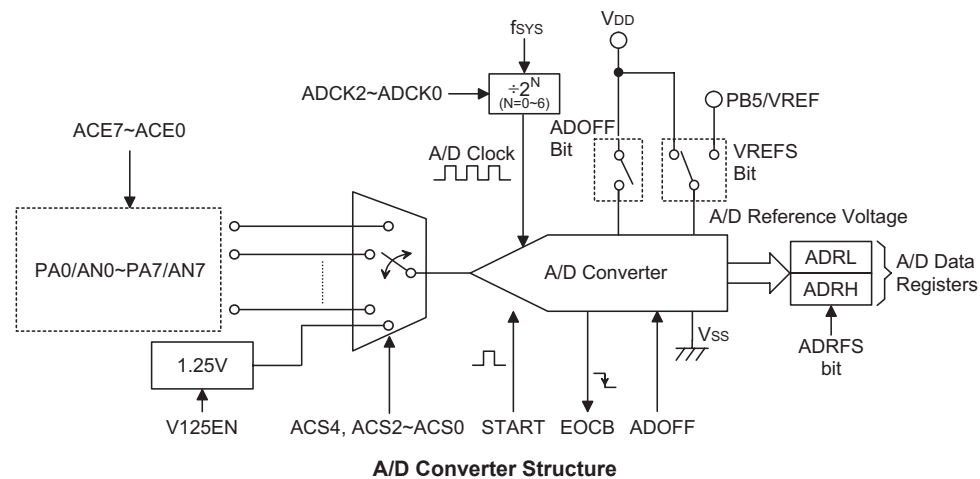 fSYS
VDD
ADCK2~ADCK0
÷2^N
(N=0~6)
PB5/VREF
ACE7~ACE0
ADOFF
Bit
VREFS
Bit
A/D Clock
A/D Reference Voltage
PA0/AN0~PA7/AN7
A/D Converter
ADRL
ADRH
A/D Data
Registers
1.25V
VSS
ADRFS
bit
V125EN
ACS4, ACS2~ACS0
START
EOCB
ADOFF
A/D Converter Structure